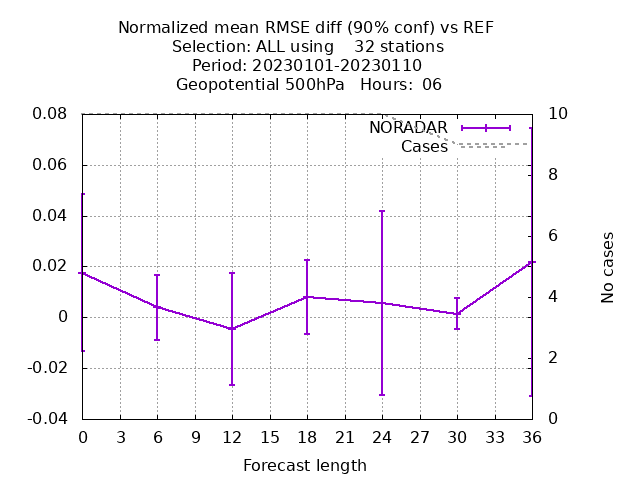 Normalized mean RMSE diff (90% conf) vs REF
Selection: ALL using    32 stations
Period: 20230101-20230110
Geopotential 500hPa   Hours:  06
0.08
0.06
0.04
0.02
0
-0.02
-0.04
10
8
6
4
2
0
NORADAR
Cases
No cases
0 3 6 9 12 15 18 21 24 27 30 33 36
Forecast length